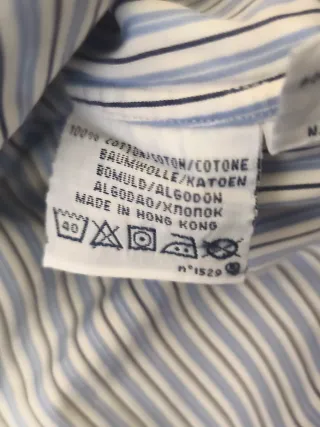 100% COTTON/COTON/COTONE
BAUMWOLLE/KATOEN
BOMULD/ALGODON
ALGODAO/ХЛОПОК
MADE IN HONG KONG
40
n°1529
N.